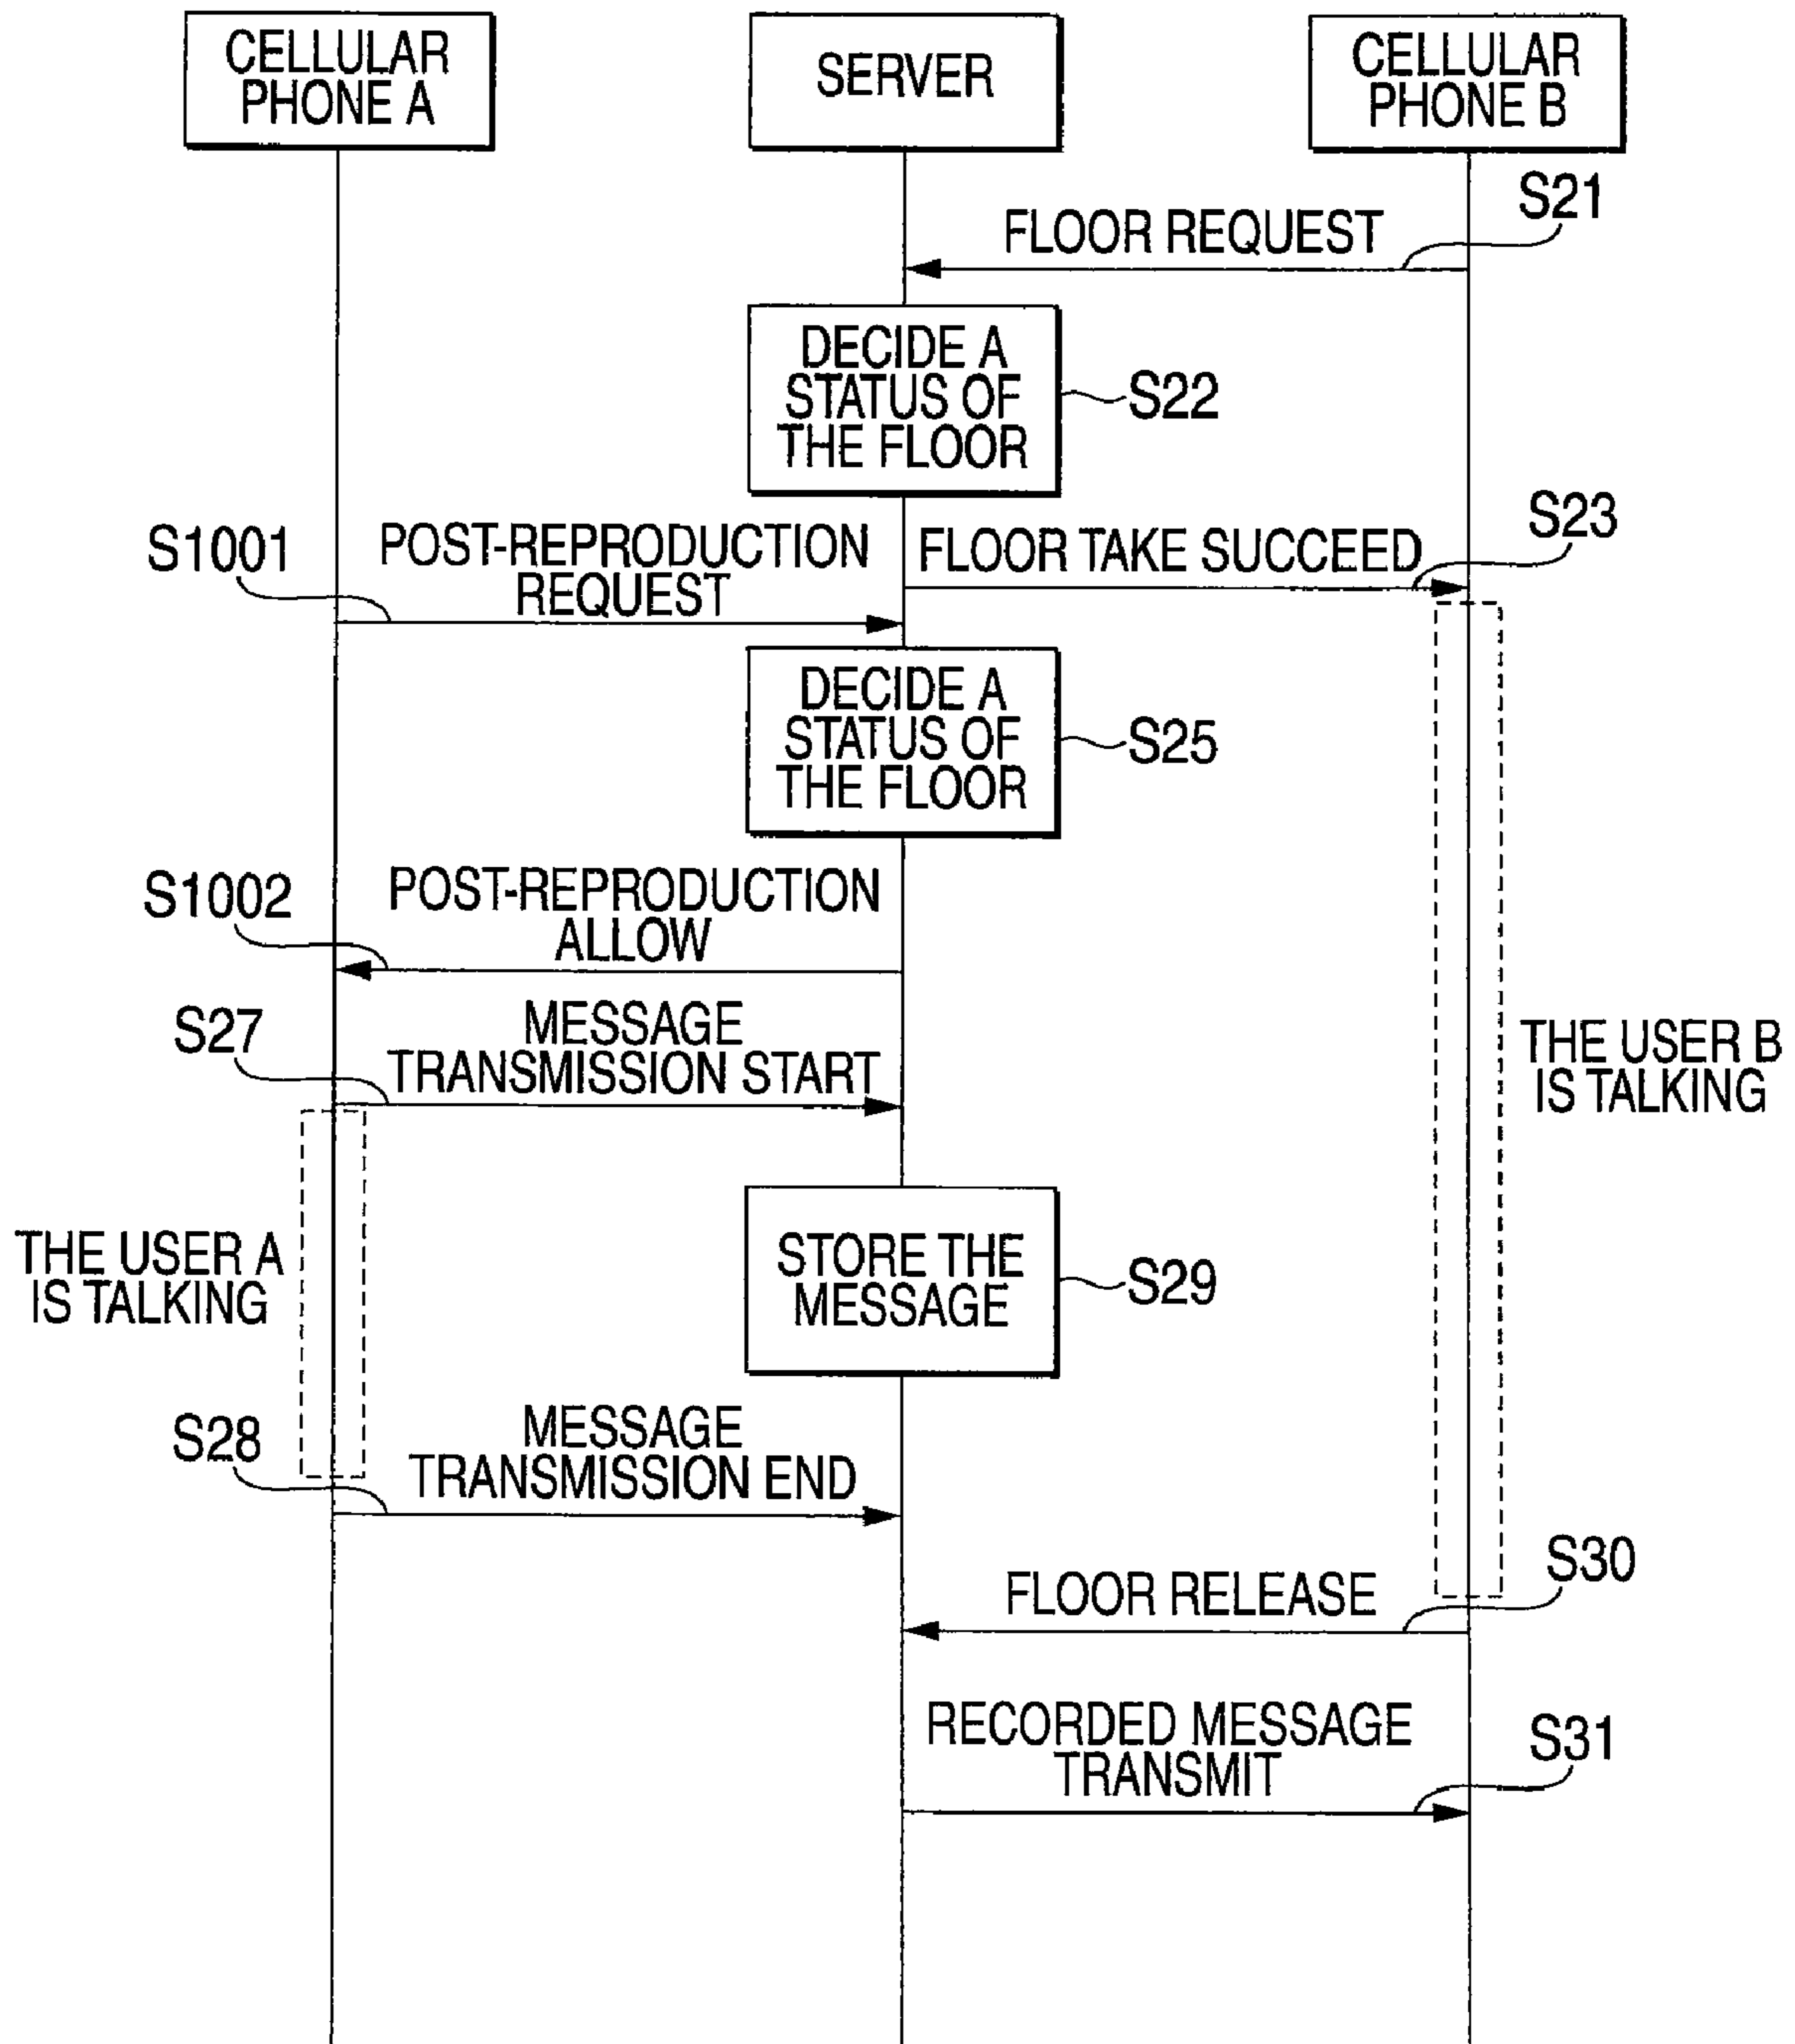 CELLULAR
PHONE A
SERVER
CELLULAR
PHONE B
S21
FLOOR REQUEST
DECIDE A
STATUS OF
THE FLOOR
S22
S23
S1001
POST-REPRODUCTION
REQUEST
FLOOR TAKE SUCCEED
DECIDE A
STATUS OF
THE FLOOR
S25
S1002
POST-REPRODUCTION
ALLOW
S27
MESSAGE
TRANSMISSION START
THE USER B
IS TALKING
THE USER A
IS TALKING
STORE THE
MESSAGE
S29
S28
MESSAGE
TRANSMISSION END
S30
FLOOR RELEASE
RECORDED MESSAGE
TRANSMIT
S31